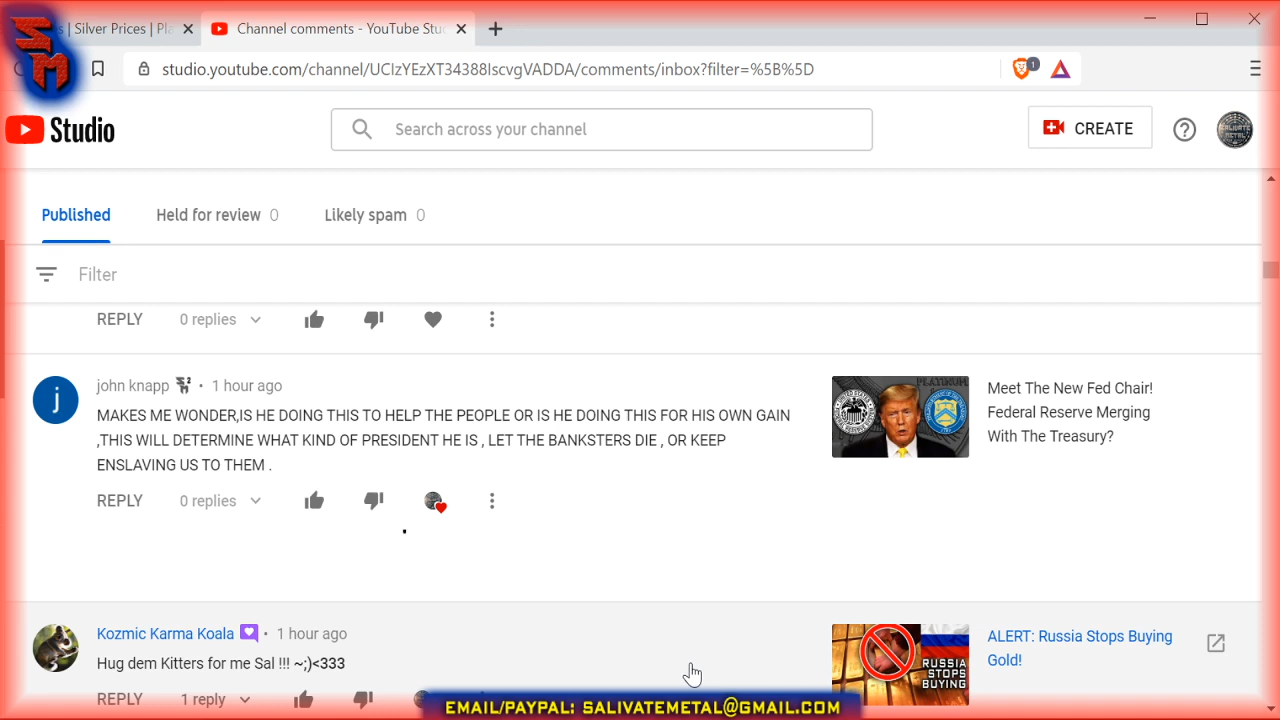 SM
s | Silver Prices | Pla
Channel comments - YouTube Stud
studio.youtube.com/channel/UCIzYEzXT34388IscvgVADDA/comments/inbox?filter=%5B%5D
1
Studio
Search across your channel
CREATE
Published
Held for review 0
Likely spam 0
Filter
REPLY
0 replies
john knapp • 1 hour ago
MAKES ME WONDER,IS HE DOING THIS TO HELP THE PEOPLE OR IS HE DOING THIS FOR HIS OWN GAIN
,THIS WILL DETERMINE WHAT KIND OF PRESIDENT HE IS , LET THE BANKSTERS DIE , OR KEEP
ENSLAVING US TO THEM .
REPLY
0 replies
j
PLATINUM
Meet The New Fed Chair!
Federal Reserve Merging
With The Treasury?
Kozmic Karma Koala • 1 hour ago
Hug dem Kitters for me Sal !!! ~;)<333
REPLY
1 reply
RUSSIA
STOPS
BUYING
ALERT: Russia Stops Buying
Gold!
EMAIL/PAYPAL: SALIVATEMETAL@GMAIL.COM